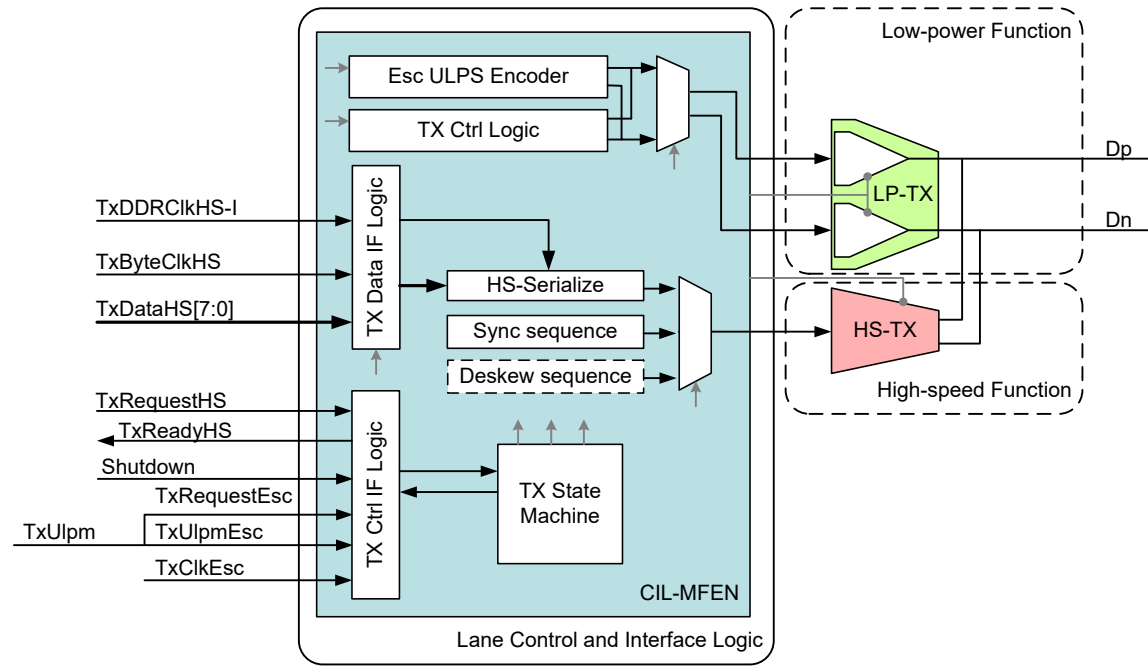 Low-power Function
Esc ULPS Encoder
TX Ctrl Logic
Dp
LP-TX
Dn
TxDDRClkHS-I
TxByteClkHS
TxDataHS[7:0]
TX Data IF Logic
HS-Serialize
Sync sequence
Deskew sequence
HS-TX
High-speed Function
TxRequestHS
TxReadyHS
Shutdown
TxRequestEsc
TxUlpm
TxUlpmEsc
TxClkEsc
TX Ctrl IF Logic
TX State
Machine
CIL-MFEN
Lane Control and Interface Logic